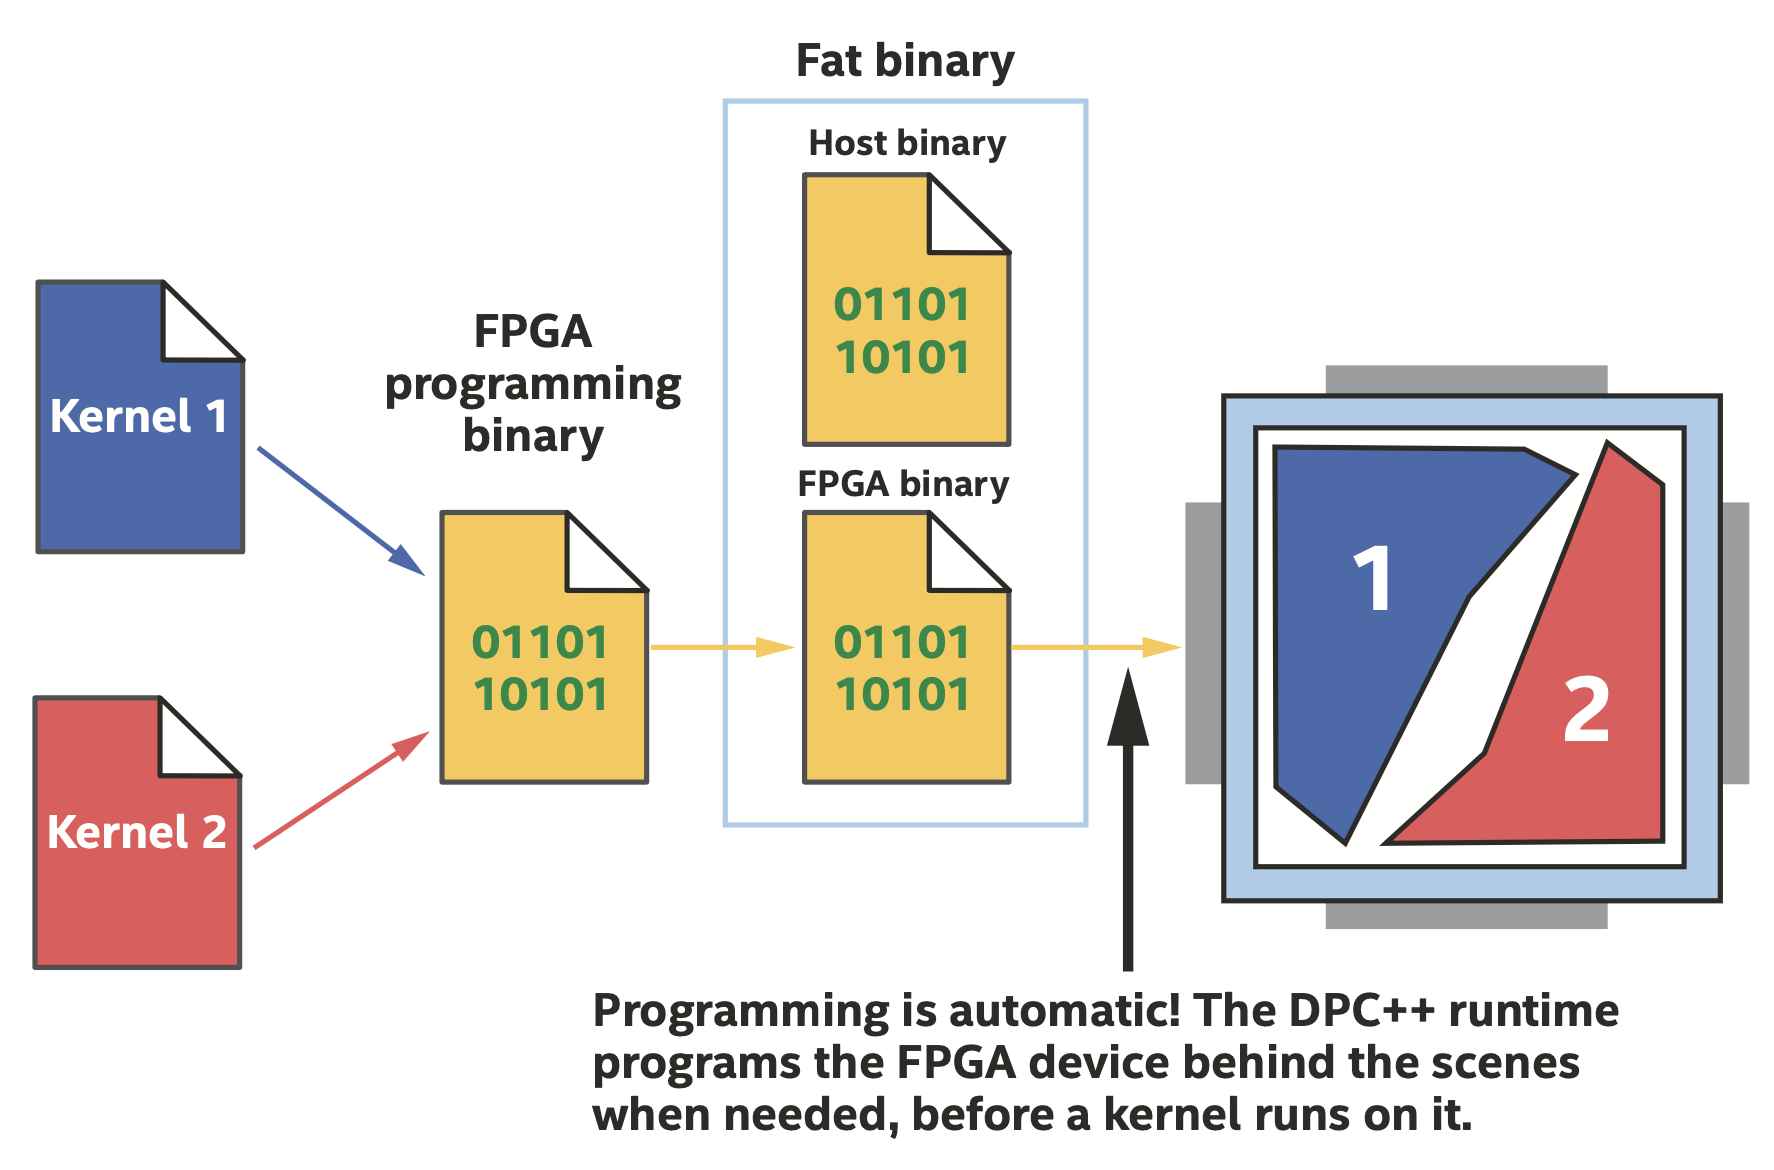 Fat binary
Host binary
01101
10101
Kernel 1
FPGA
programming
binary
FPGA binary
01101
10101
01101
10101
Kernel 2
1
2
Programming is automatic! The DPC++ runtime
programs the FPGA device behind the scenes
when needed, before a kernel runs on it.